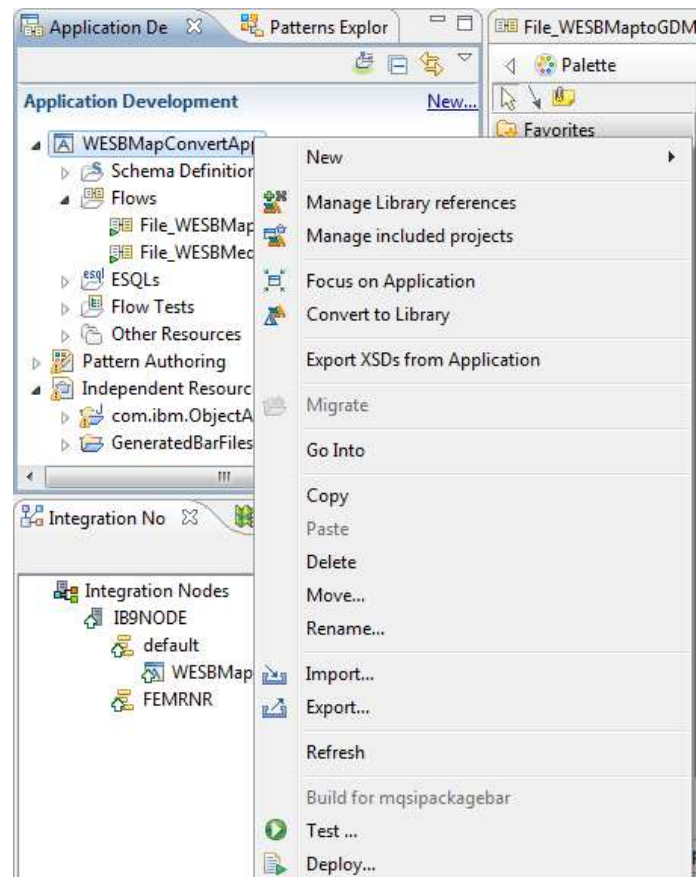 Application De
Patterns Explor
File_WESBMaptoGDM
Palette
Application Development
New...
Favorites
WESBMapConvertApp
Schema Definition
Flows
File_WESBMap
File_WESBMed
esql ESQLs
Flow Tests
Other Resources
Pattern Authoring
Independent Resourc
com.ibm.ObjectA
GeneratedBarFiles
Integration No
Integration Nodes
IB9NODE
default
WESBMap
FEMRNR
New
Manage Library references
Manage included projects
Focus on Application
Convert to Library
Export XSDs from Application
Migrate
Go Into
Copy
Paste
Delete
Move...
Rename...
Import...
Export...
Refresh
Build for mqsipackagebar
Test ...
Deploy...